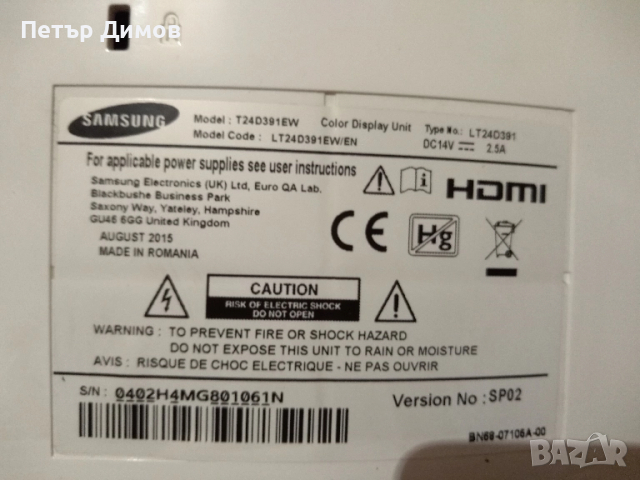 Петър Димов
SAMSUNG
Model : T24D391EW Color Display Unit Type No.: LT24D391
Model Code : LT24D391EW/EN DC14V 2.5A
For applicable power supplies see user instructions
Samsung Electronics (UK) Ltd, Euro QA Lab.
Blackbushe Business Park
Saxony Way, Yateley, Hampshire
GU46 6GG United Kingdom
AUGUST 2015
MADE IN ROMANIA
HDMI
CE
Hg
CAUTION
RISK OF ELECTRIC SHOCK
DO NOT OPEN
WARNING : TO PREVENT FIRE OR SHOCK HAZARD
DO NOT EXPOSE THIS UNIT TO RAIN OR MOISTURE
AVIS : RISQUE DE CHOC ELECTRIQUE - NE PAS OUVRIR
S/N : 0402H4MG801061N
Version No : SP02
BN68-07106A-00
BAZAR